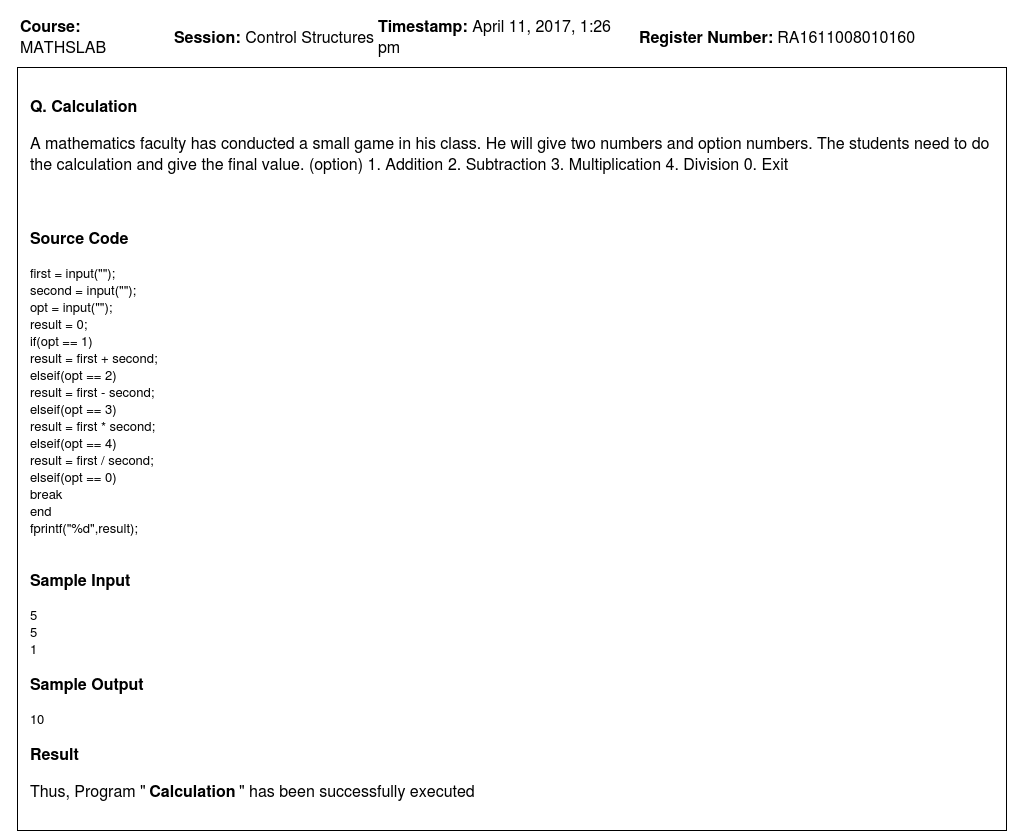 Course: MATHSLAB
Session: Control Structures
Timestamp: April 11, 2017, 1:26 pm
Register Number: RA1611008010160
Q. Calculation
A mathematics faculty has conducted a small game in his class. He will give two numbers and option numbers. The students need to do
the calculation and give the final value. (option) 1. Addition 2. Subtraction 3. Multiplication 4. Division 0. Exit
Source Code
first = input("");
second = input("");
opt = input("");
result = 0;
if(opt == 1)
result = first + second;
elseif(opt == 2)
result = first - second;
elseif(opt == 3)
result = first * second;
elseif(opt == 4)
result = first / second;
elseif(opt == 0)
break
end
fprintf("%d",result);
Sample Input
5
5
1
Sample Output
10
Result
Thus, Program " Calculation " has been successfully executed